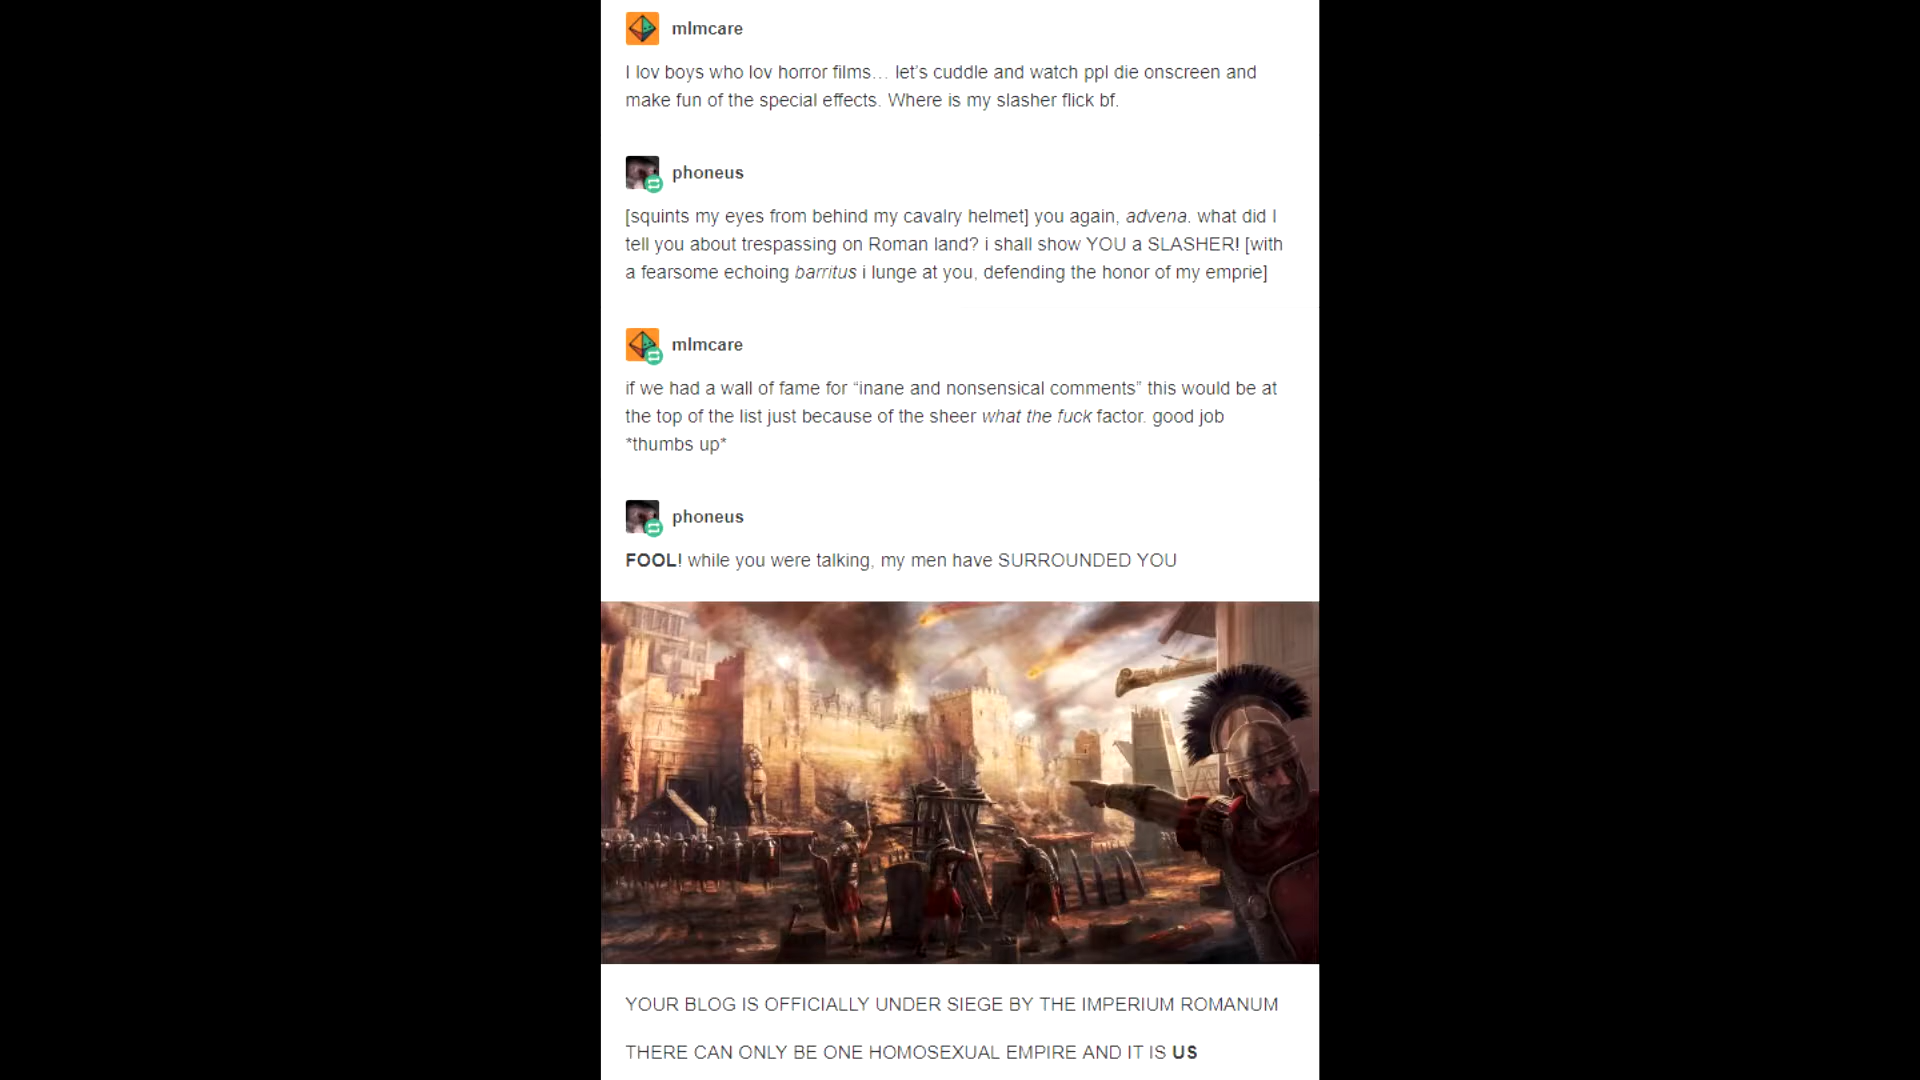 mlmcare
I lov boys who lov horror films… let's cuddle and watch ppl die onscreen and
make fun of the special effects. Where is my slasher flick bf.
phoneus
[squints my eyes from behind my cavalry helmet] you again, advena. what did I
tell you about trespassing on Roman land? i shall show YOU a SLASHER! [with
a fearsome echoing barritus i lunge at you, defending the honor of my emprie]
mlmcare
if we had a wall of fame for “inane and nonsensical comments” this would be at
the top of the list just because of the sheer what the fuck factor. good job
*thumbs up*
phoneus
FOOL! while you were talking, my men have SURROUNDED YOU
YOUR BLOG IS OFFICIALLY UNDER SIEGE BY THE IMPERIUM ROMANUM
THERE CAN ONLY BE ONE HOMOSEXUAL EMPIRE AND IT IS US